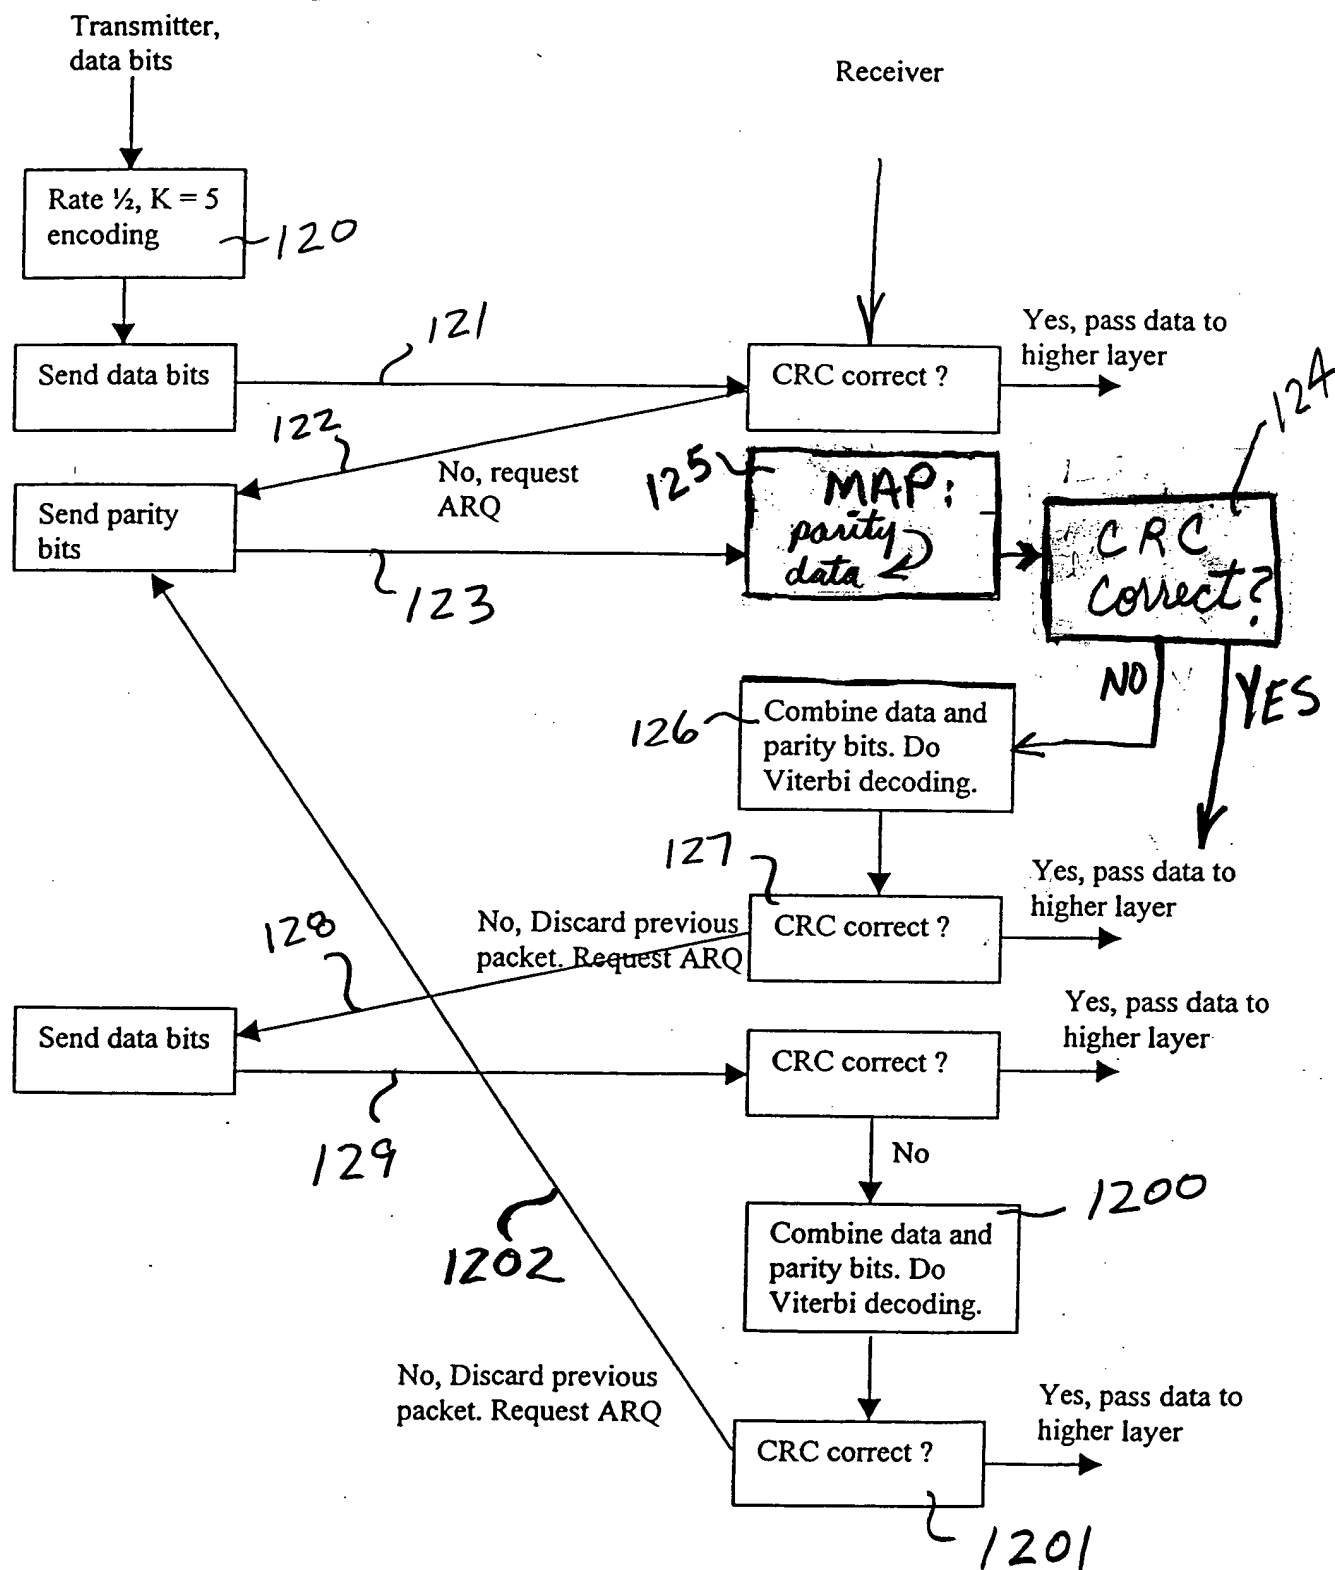 Transmitter,
data bits
Receiver
Rate ½, K = 5
encoding
120
121
Send data bits
CRC correct ?
Yes, pass data to
higher layer
124
122
No, request
ARQ
125
MAP:
parity
data
CRC
Correct?
Send parity
bits
123
NO
YES
126
Combine data and
parity bits. Do
Viterbi decoding.
127
CRC correct ?
Yes, pass data to
higher layer
No, Discard previous
packet. Request ARQ
128
Send data bits
CRC correct ?
Yes, pass data to
higher layer
129
No
1200
Combine data and
parity bits. Do
Viterbi decoding.
1202
No, Discard previous
packet. Request ARQ
CRC correct ?
Yes, pass data to
higher layer
1201